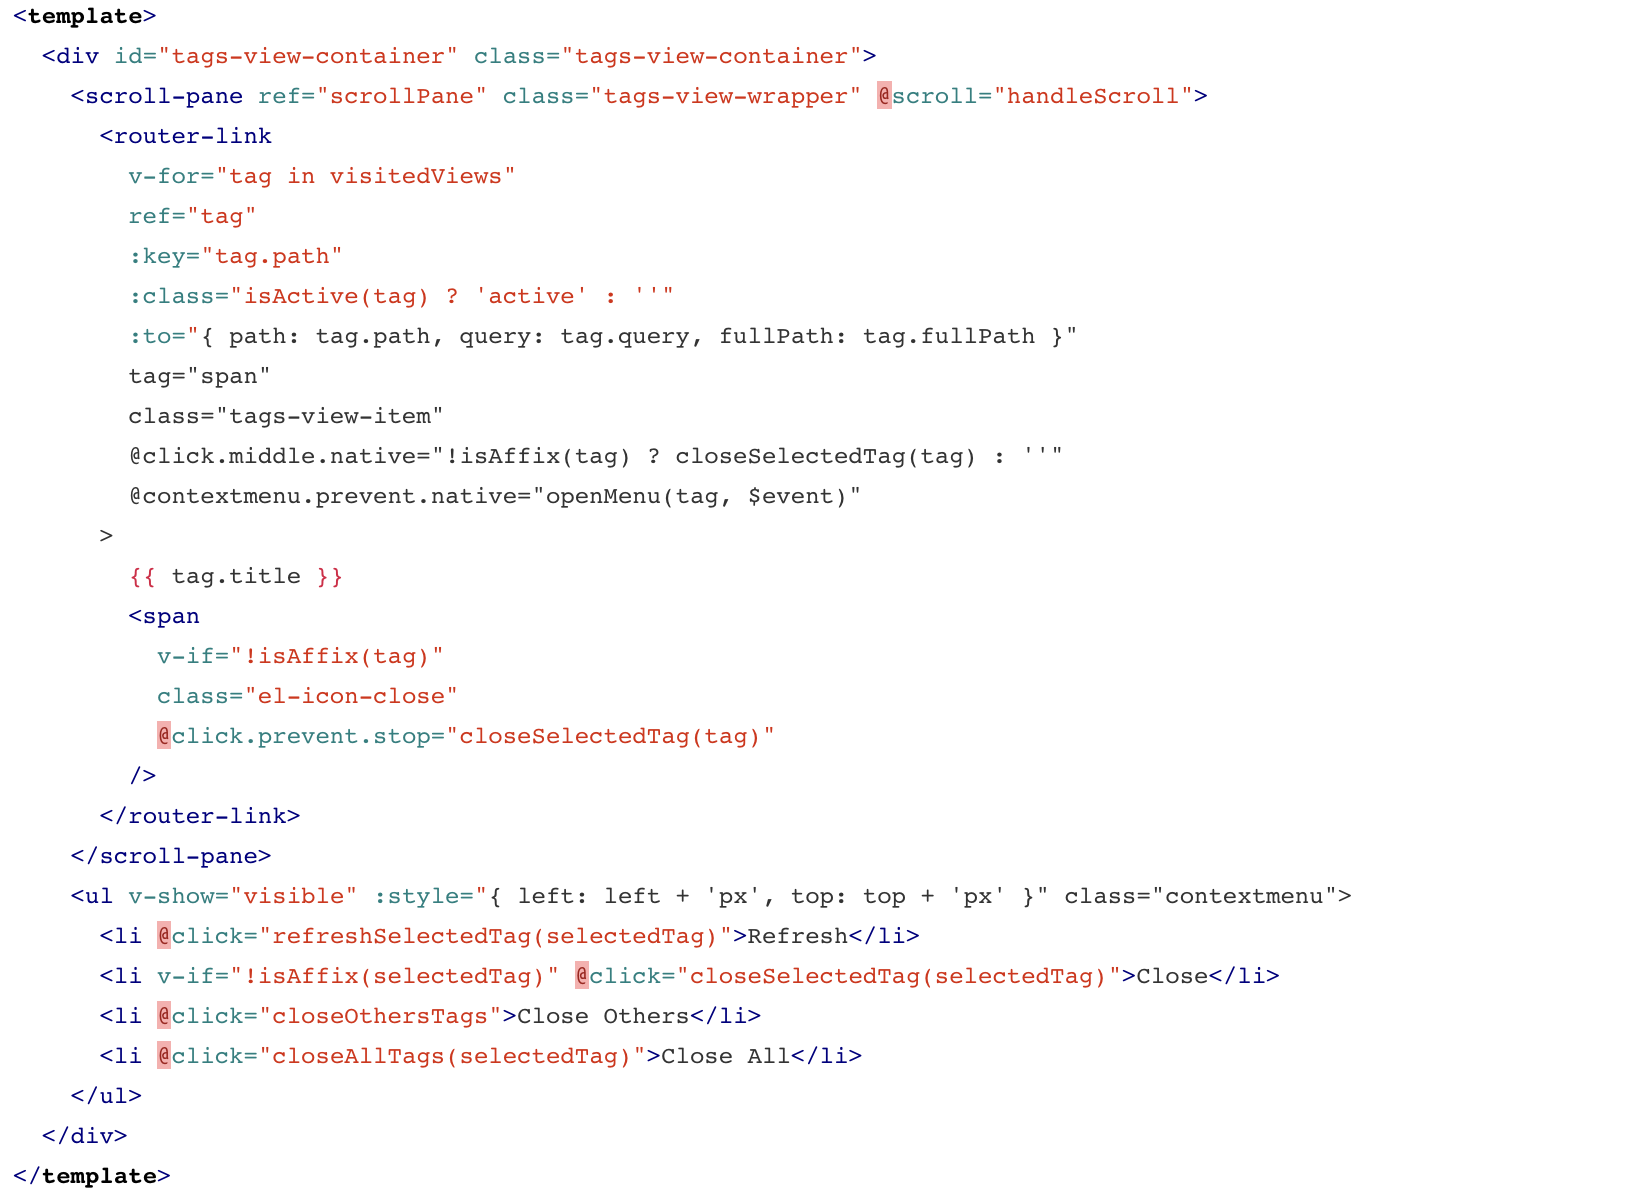 <template>
  <div id="tags-view-container" class="tags-view-container">
    <scroll-pane ref="scrollPane" class="tags-view-wrapper" @scroll="handleScroll">
      <router-link
        v-for="tag in visitedViews"
        ref="tag"
        :key="tag.path"
        :class="isActive(tag) ? 'active' : ''"
        :to="{ path: tag.path, query: tag.query, fullPath: tag.fullPath }"
        tag="span"
        class="tags-view-item"
        @click.middle.native="!isAffix(tag) ? closeSelectedTag(tag) : ''"
        @contextmenu.prevent.native="openMenu(tag, $event)"
      >
        {{ tag.title }}
        <span
          v-if="!isAffix(tag)"
          class="el-icon-close"
          @click.prevent.stop="closeSelectedTag(tag)"
        />
      </router-link>
    </scroll-pane>
    <ul v-show="visible" :style="{ left: left + 'px', top: top + 'px' }" class="contextmenu">
      <li @click="refreshSelectedTag(selectedTag)">Refresh</li>
      <li v-if="!isAffix(selectedTag)" @click="closeSelectedTag(selectedTag)">Close</li>
      <li @click="closeOthersTags">Close Others</li>
      <li @click="closeAllTags(selectedTag)">Close All</li>
    </ul>
  </div>
</template>